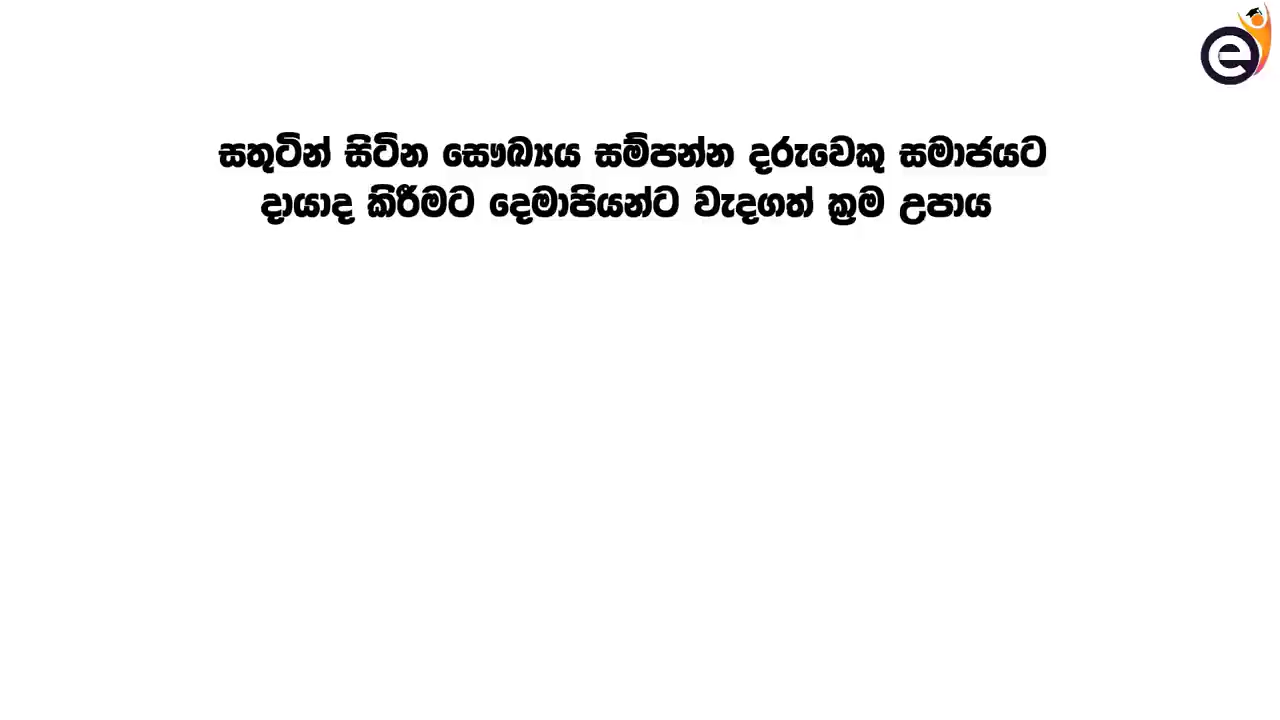 සතුටින් සිටින සෞඛ්‍යය සම්පන්න දරුවෙකු සමාජයට
දායාද කිරීමට දෙමාපියන්ට වැදගත් ක්‍රම උපාය
e